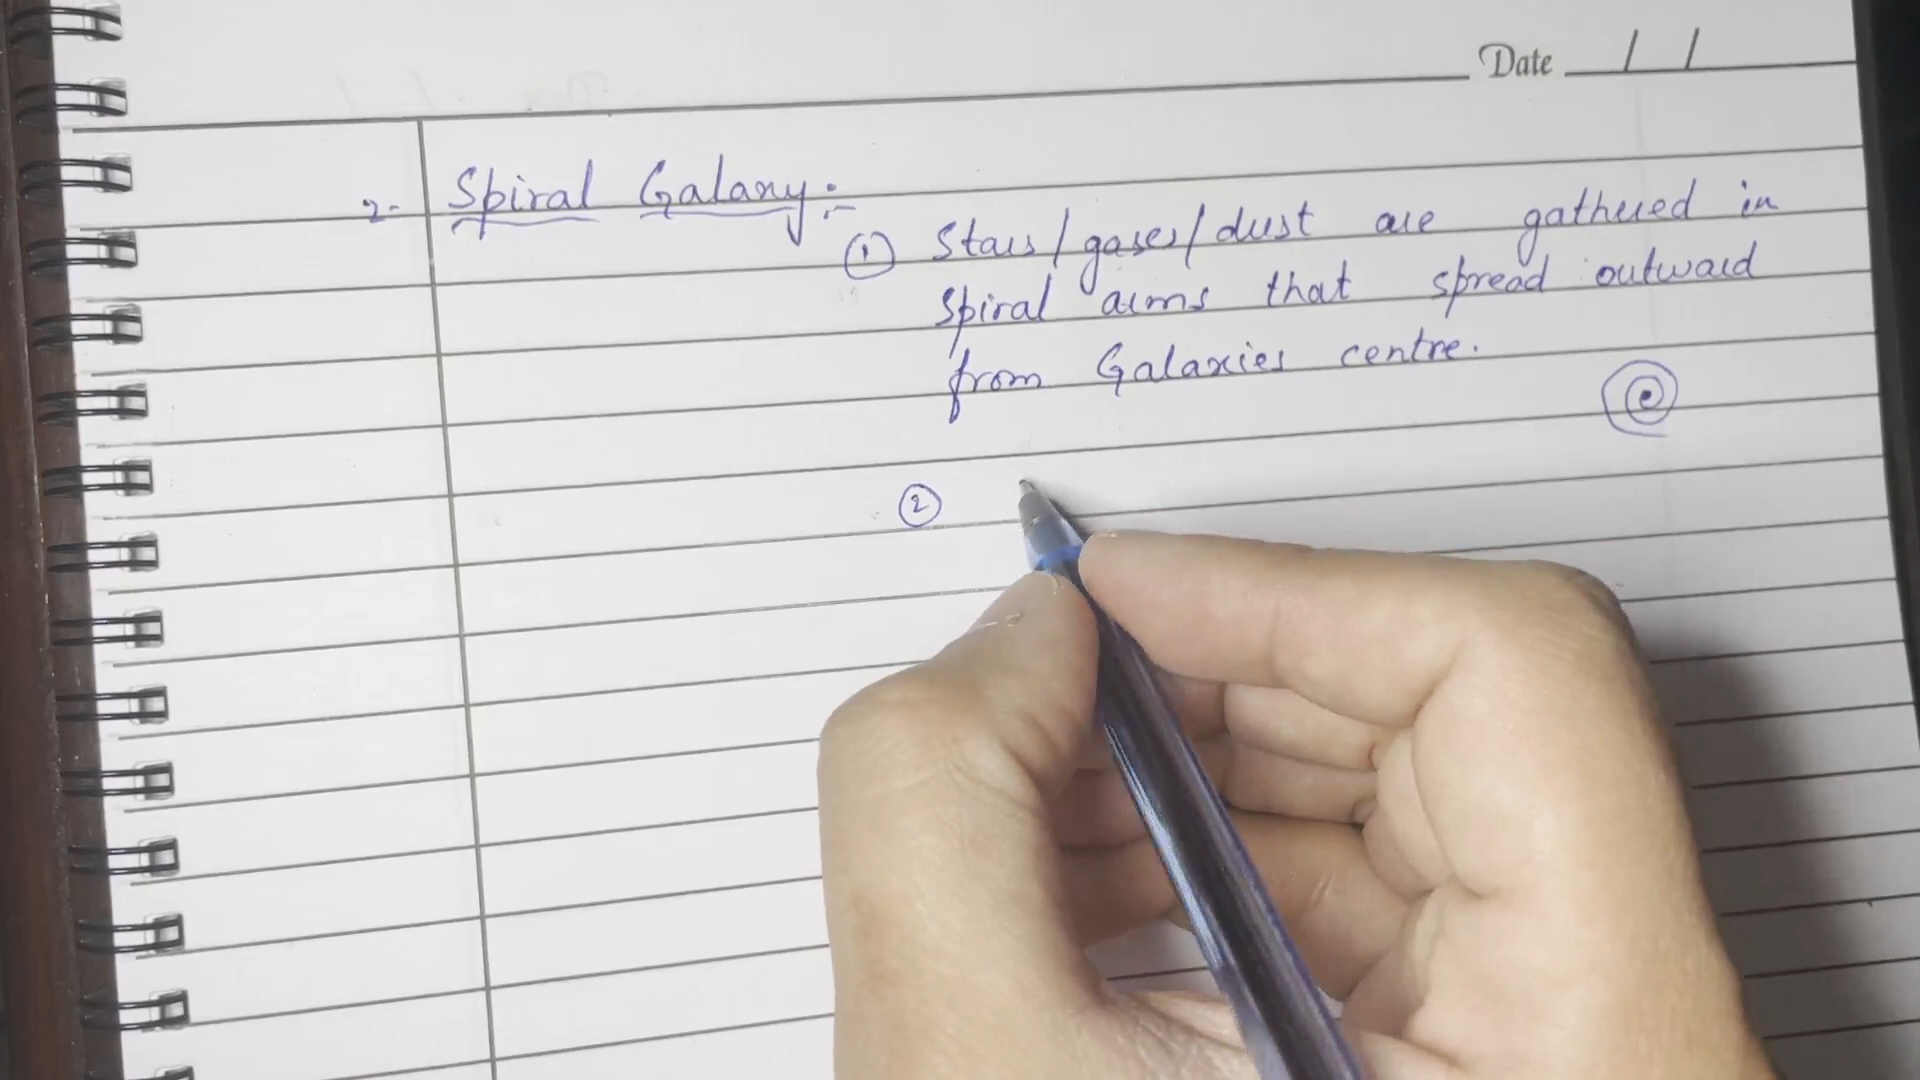 Date / /
2- Spiral Galaxy:-
① Stars/gases/dust are gathered in
Spiral arms that spread outward
from Galaxies centre.
②